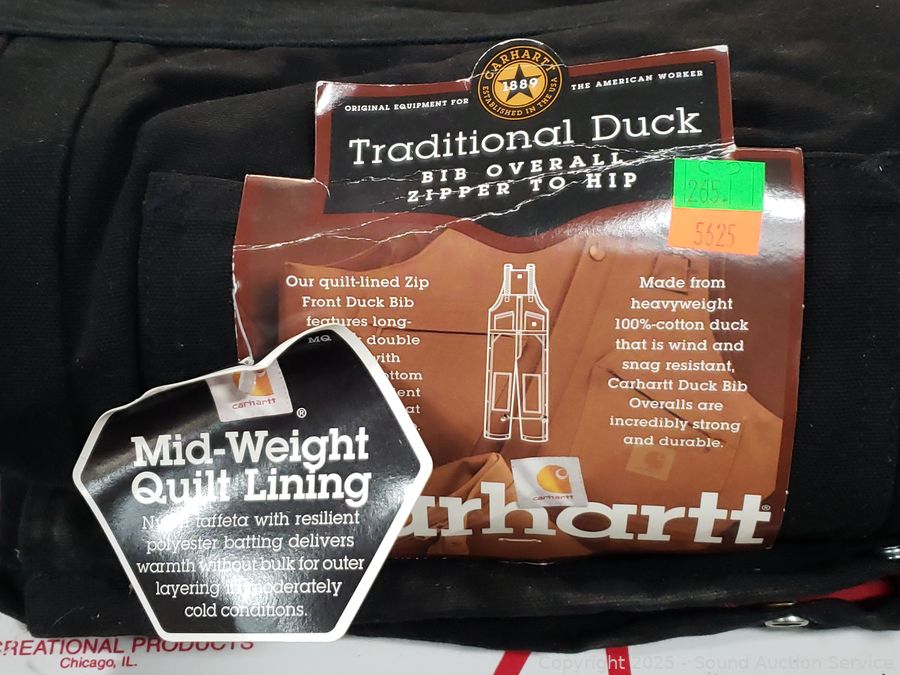 CARHARTT
1889
ESTABLISHED IN THE USA
ORIGINAL EQUIPMENT FOR THE AMERICAN WORKER
Traditional Duck
BIB OVERALL
ZIPPER TO HIP
265
5625
Our quilt-lined Zip
Front Duck Bib
features long-
double
with
Made from
heavyweight
100%-cotton duck
that is wind and
snag resistant,
Carhartt Duck Bib
Overalls are
incredibly strong
and durable.
carhartt
arhartt®
MQ
carhartt
®
Mid-Weight
Quilt Lining
taffeta with resilient
polyester batting delivers
warmth without bulk for outer
layering moderately
cold conditions.
CREATIONAL PRODUCTS
Chicago, IL.
Copyright 2025 - Sound Auction Service